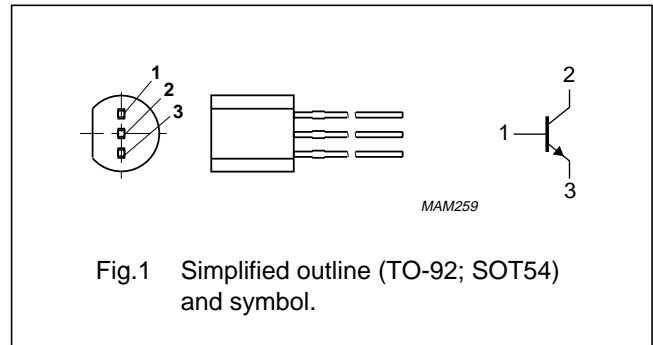 1
2
3
2
1
3
MAM259
Fig.1 Simplified outline (TO-92; SOT54)
and symbol.